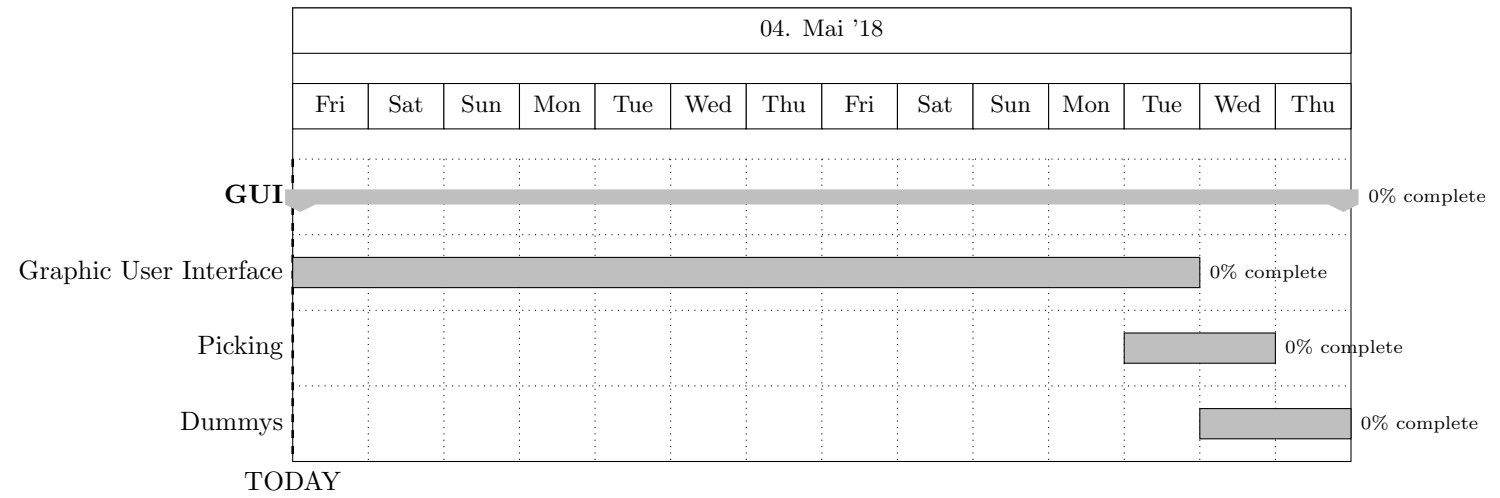 04. Mai '18
Fri Sat Sun Mon Tue Wed Thu Fri Sat Sun Mon Tue Wed Thu
GUI 0% complete
Graphic User Interface 0% complete
Picking 0% complete
Dummys 0% complete
TODAY